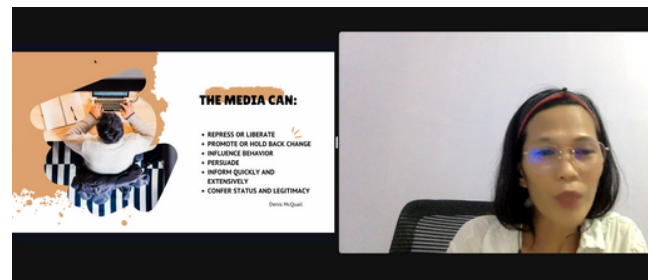 THE MEDIA CAN:
• REPRESS OR LIBERATE
• PROMOTE OR HOLD BACK CHANGE
• INFLUENCE BEHAVIOR
• PERSUADE
• INFORM QUICKLY AND
EXTENSIVELY
• CONFER STATUS AND LEGITIMACY
Denis McQuail